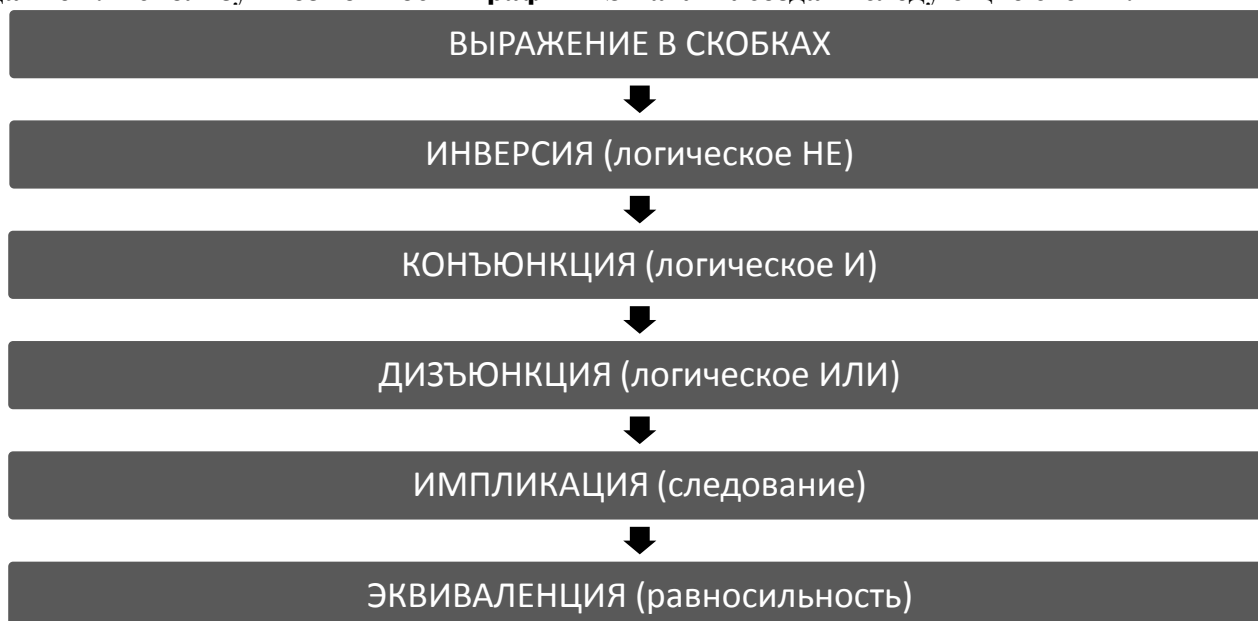 ВЫРАЖЕНИЕ В СКОБКАХ
ИНВЕРСИЯ (логическое НЕ)
КОНЪЮНКЦИЯ (логическое И)
ДИЗЪЮНКЦИЯ (логическое ИЛИ)
ИМПЛИКАЦИЯ (следование)
ЭКВИВАЛЕНЦИЯ (равносильность)